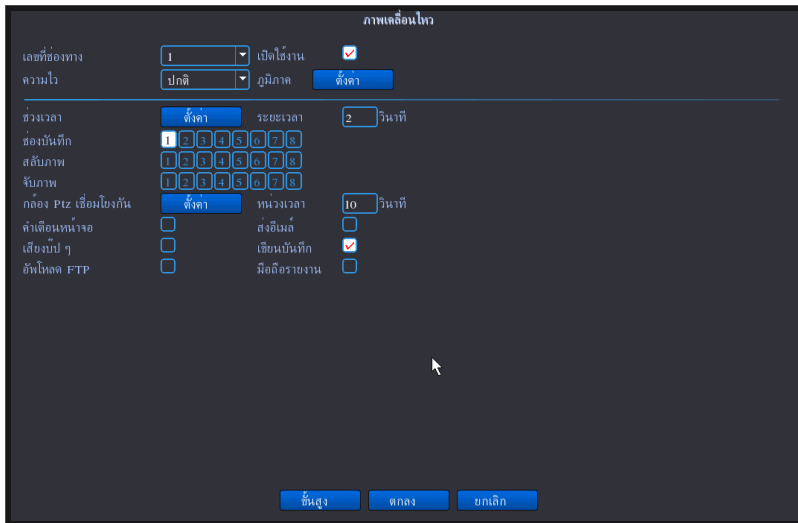 ภาพเคลื่อนไหว
เลขที่ช่องทาง 1 เปิดใช้งาน
ความไว ปกติ ภูมิภาค ตั้งค่า
ช่วงเวลา ตั้งค่า ระยะเวลา 2 วินาที
ช่องบันทึก 1 2 3 4 5 6 7 8
สลับภาพ 1 2 3 4 5 6 7 8
จับภาพ 1 2 3 4 5 6 7 8
กล้อง Ptz เชื่อมโยงกัน ตั้งค่า หน่วงเวลา 10 วินาที
คำเตือนหน้าจอ ส่งอีเมล์
เสียงบี๊ป ๆ เขียนบันทึก
อัพโหลด FTP มือถือรายงาน
ขั้นสูง ตกลง ยกเลิก